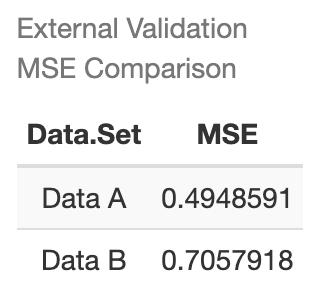 External Validation
MSE Comparison
Data.Set MSE
Data A 0.4948591
Data B 0.7057918